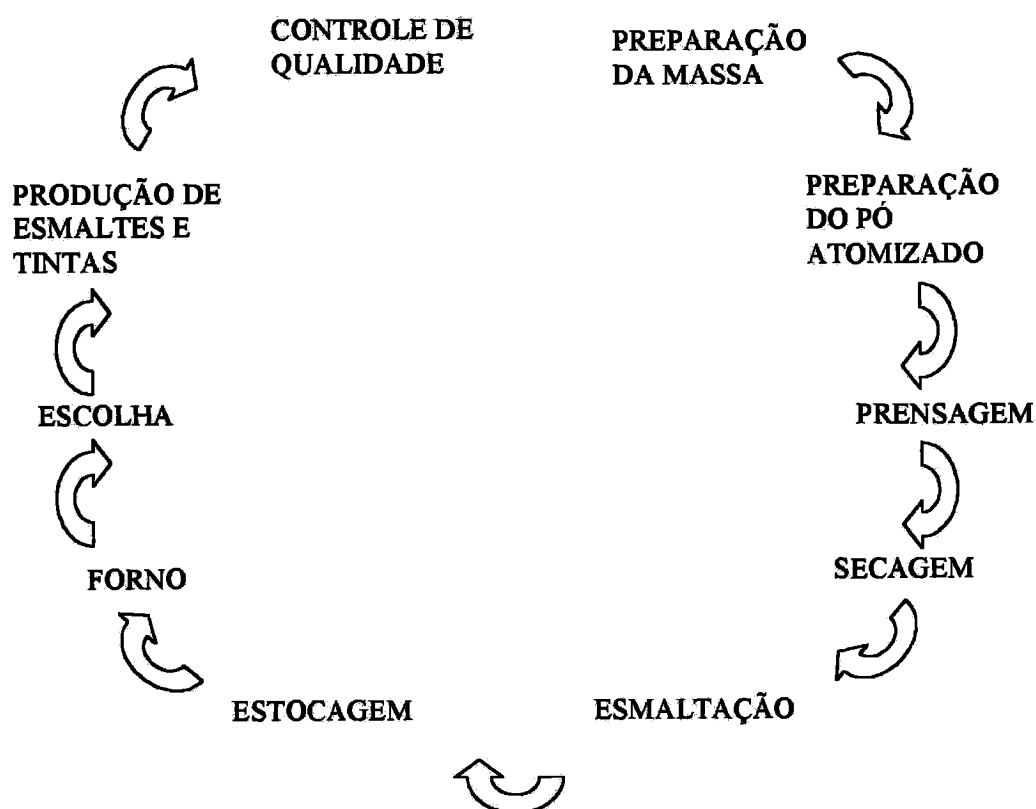 PREPARAÇÃO
DA MASSA
PREPARAÇÃO
DO PÓ
ATOMIZADO
PRENSAGEM
SECAGEM
ESMALTAÇÃO
ESTOCAGEM
FORNO
ESCOLHA
PRODUÇÃO DE
ESMALTES E
TINTAS
CONTROLE DE
QUALIDADE